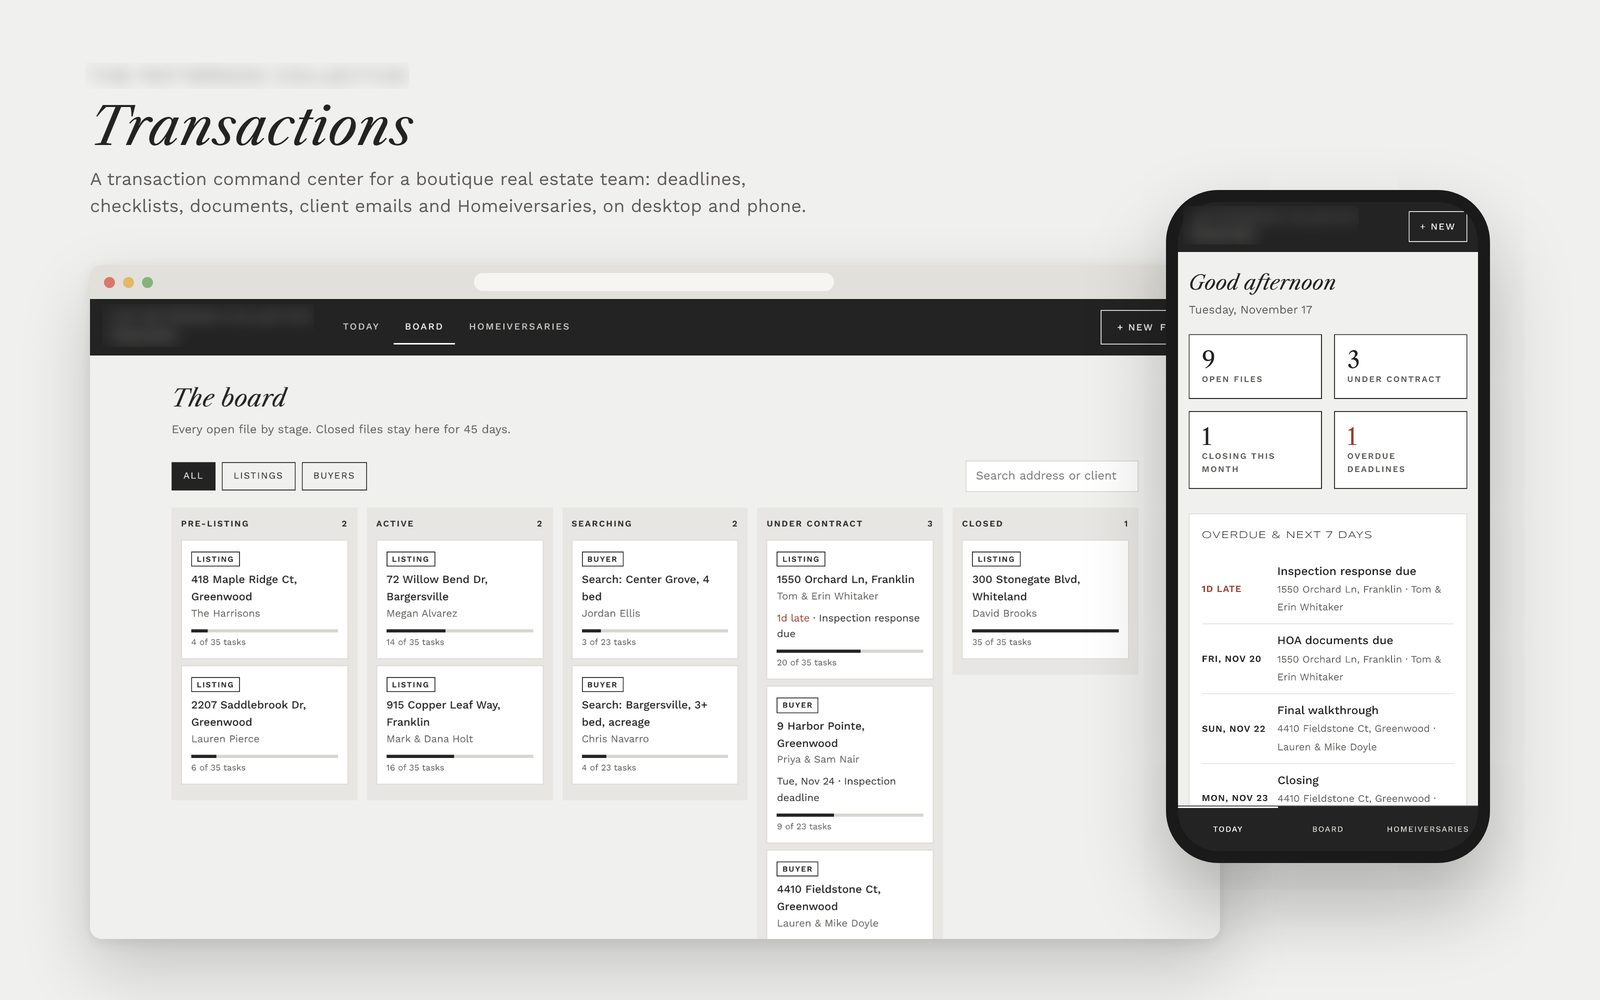 Transactions
A transaction command center for a boutique real estate team: deadlines,
checklists, documents, client emails and Homeiversaries, on desktop and phone.
TODAY
BOARD
HOMEIVERSARIES
+ NEW F
The board
Every open file by stage. Closed files stay here for 45 days.
ALL
LISTINGS
BUYERS
Search address or client
PRE-LISTING 2
LISTING
418 Maple Ridge Ct,
Greenwood
The Harrisons
4 of 35 tasks
LISTING
2207 Saddlebrook Dr,
Greenwood
Lauren Pierce
6 of 35 tasks
ACTIVE 2
LISTING
72 Willow Bend Dr,
Bargersville
Megan Alvarez
14 of 35 tasks
LISTING
915 Copper Leaf Way,
Franklin
Mark & Dana Holt
16 of 35 tasks
SEARCHING 2
BUYER
Search: Center Grove, 4
bed
Jordan Ellis
3 of 23 tasks
BUYER
Search: Bargersville, 3+
bed, acreage
Chris Navarro
4 of 23 tasks
UNDER CONTRACT 3
LISTING
1550 Orchard Ln, Franklin
Tom & Erin Whitaker
1d late · Inspection response
due
20 of 35 tasks
BUYER
9 Harbor Pointe,
Greenwood
Priya & Sam Nair
Tue, Nov 24 · Inspection
deadline
9 of 23 tasks
BUYER
4410 Fieldstone Ct,
Greenwood
Lauren & Mike Doyle
CLOSED 1
LISTING
300 Stonegate Blvd,
Whiteland
David Brooks
35 of 35 tasks
+ NEW
Good afternoon
Tuesday, November 17
9
OPEN FILES
3
UNDER CONTRACT
1
CLOSING THIS
MONTH
1
OVERDUE
DEADLINES
OVERDUE & NEXT 7 DAYS
1D LATE
Inspection response due
1550 Orchard Ln, Franklin · Tom &
Erin Whitaker
FRI, NOV 20
HOA documents due
1550 Orchard Ln, Franklin · Tom &
Erin Whitaker
SUN, NOV 22
Final walkthrough
4410 Fieldstone Ct, Greenwood ·
Lauren & Mike Doyle
MON, NOV 23
Closing
4410 Fieldstone Ct, Greenwood ·
TODAY
BOARD
HOMEIVERSARIES